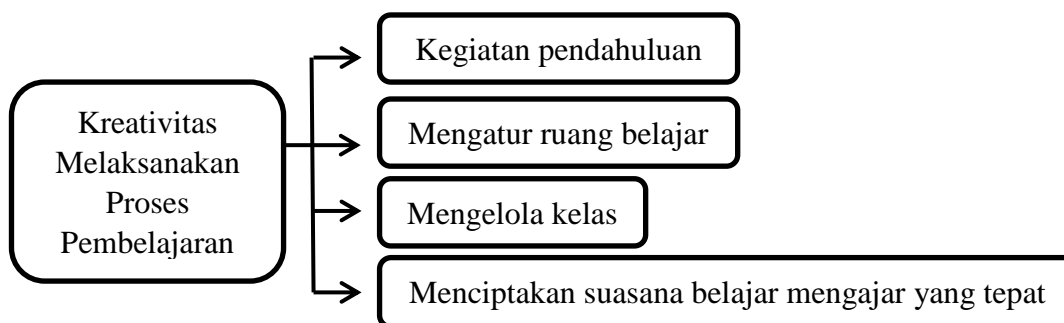 Kreativitas
Melaksanakan
Proses
Pembelajaran
Kegiatan pendahuluan
Mengatur ruang belajar
Mengelola kelas
Menciptakan suasana belajar mengajar yang tepat